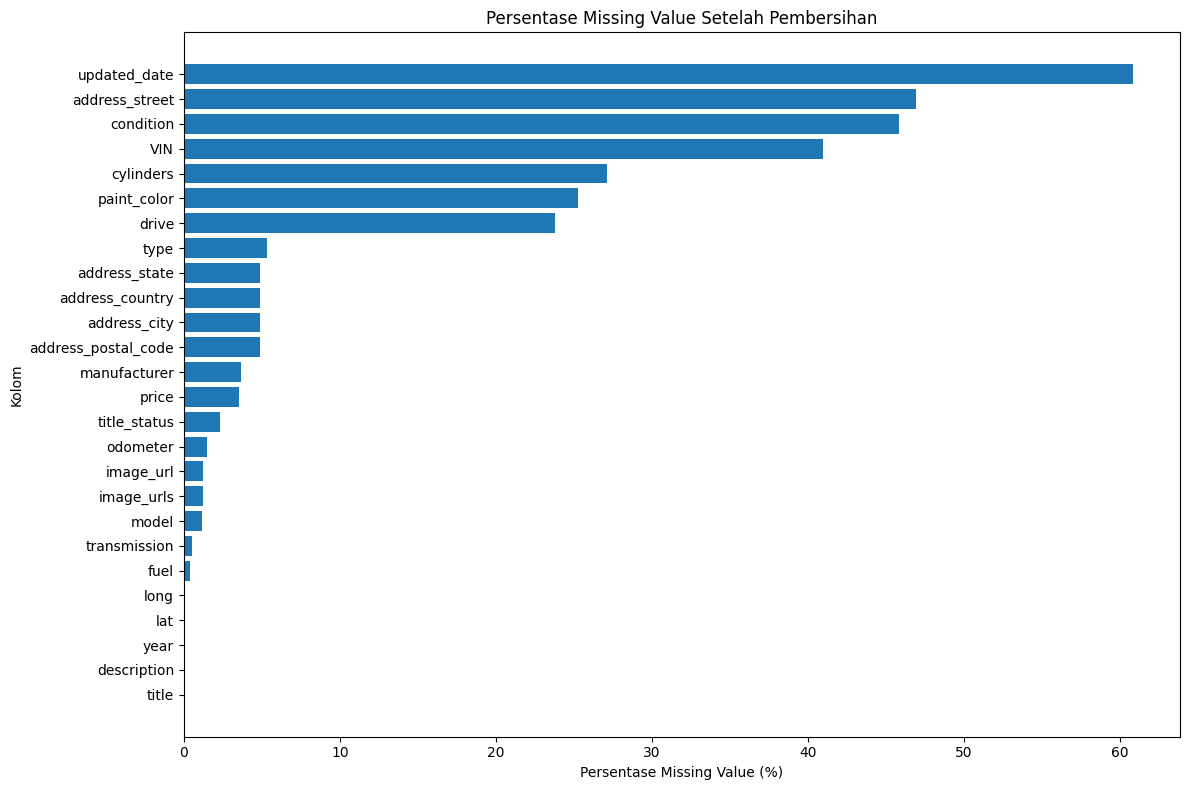 Persentase Missing Value Setelah Pembersihan
Kolom
updated_date
address_street
condition
VIN
cylinders
paint_color
drive
type
address_state
address_country
address_city
address_postal_code
manufacturer
price
title_status
odometer
image_url
image_urls
model
transmission
fuel
long
lat
year
description
title
0 10 20 30 40 50 60
Persentase Missing Value (%)